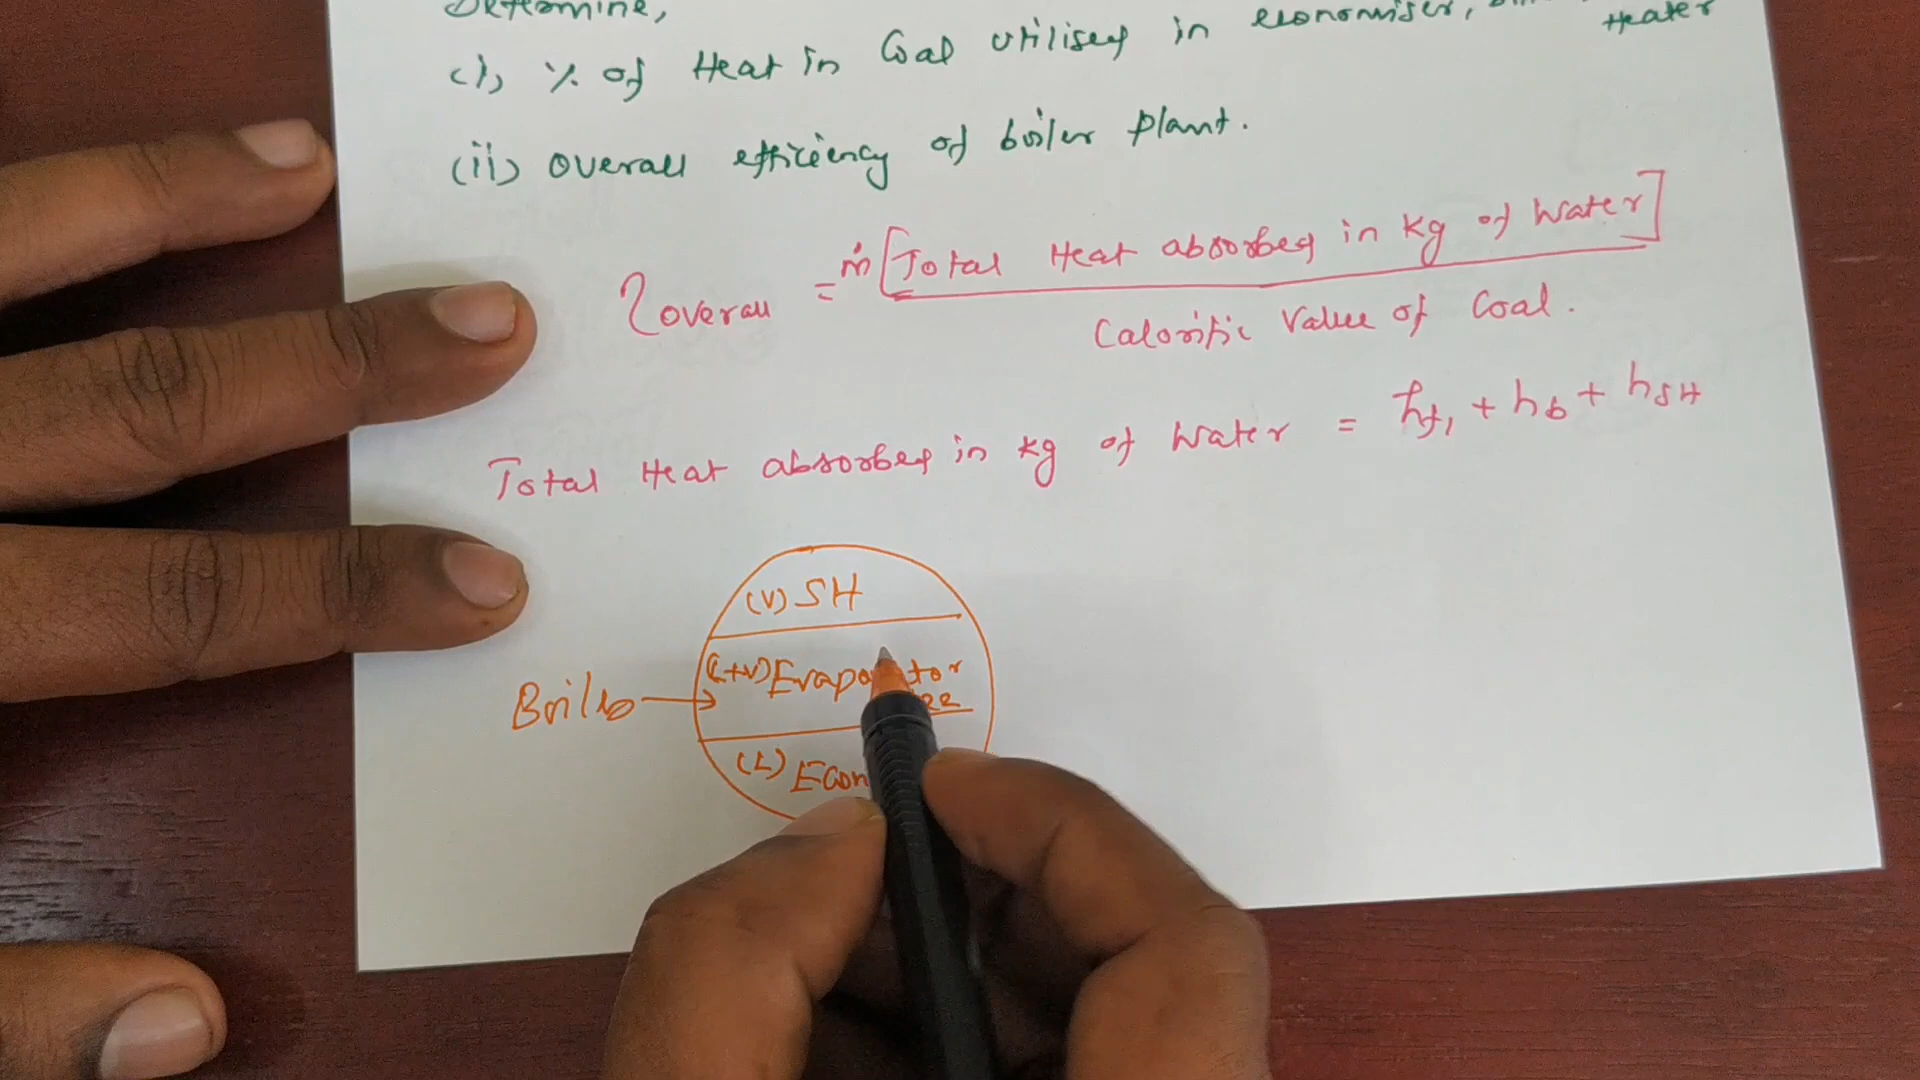 Determine,
(i), % of Heat in Coal utilised in economiser,
Heater
(ii) Overall efficiency of boiler plant.
η overall = ṁ [Total Heat absorbed in kg of water]
Calorific Value of Coal.
Total Heat absorbed in kg of water = hf1 + hb + hSH
(V) SH
(L+V) Evaporator
Boiler →
(L) Econ